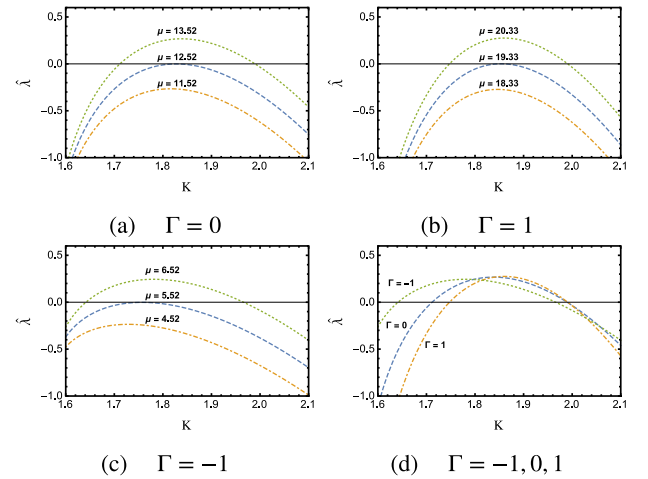 0.5
0.0
-0.5
-1.0
λ̂
μ = 13.52
μ = 12.52
μ = 11.52
1.6 1.7 1.8 1.9 2.0 2.1
K
(a) Γ = 0
0.5
0.0
-0.5
-1.0
λ̂
μ = 20.33
μ = 19.33
μ = 18.33
1.6 1.7 1.8 1.9 2.0 2.1
K
(b) Γ = 1
0.5
0.0
-0.5
-1.0
λ̂
μ = 6.52
μ = 5.52
μ = 4.52
1.6 1.7 1.8 1.9 2.0 2.1
K
(c) Γ = −1
0.5
0.0
-0.5
-1.0
λ̂
Γ = -1
Γ = 0
Γ = 1
1.6 1.7 1.8 1.9 2.0 2.1
K
(d) Γ = −1, 0, 1